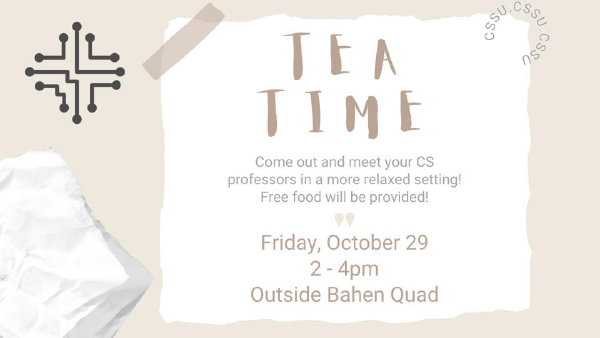 CSSU.CSSU.CSSU
TEA
TIME
Come out and meet your CS
professors in a more relaxed setting!
Free food will be provided!
Friday, October 29
2 - 4pm
Outside Bahen Quad